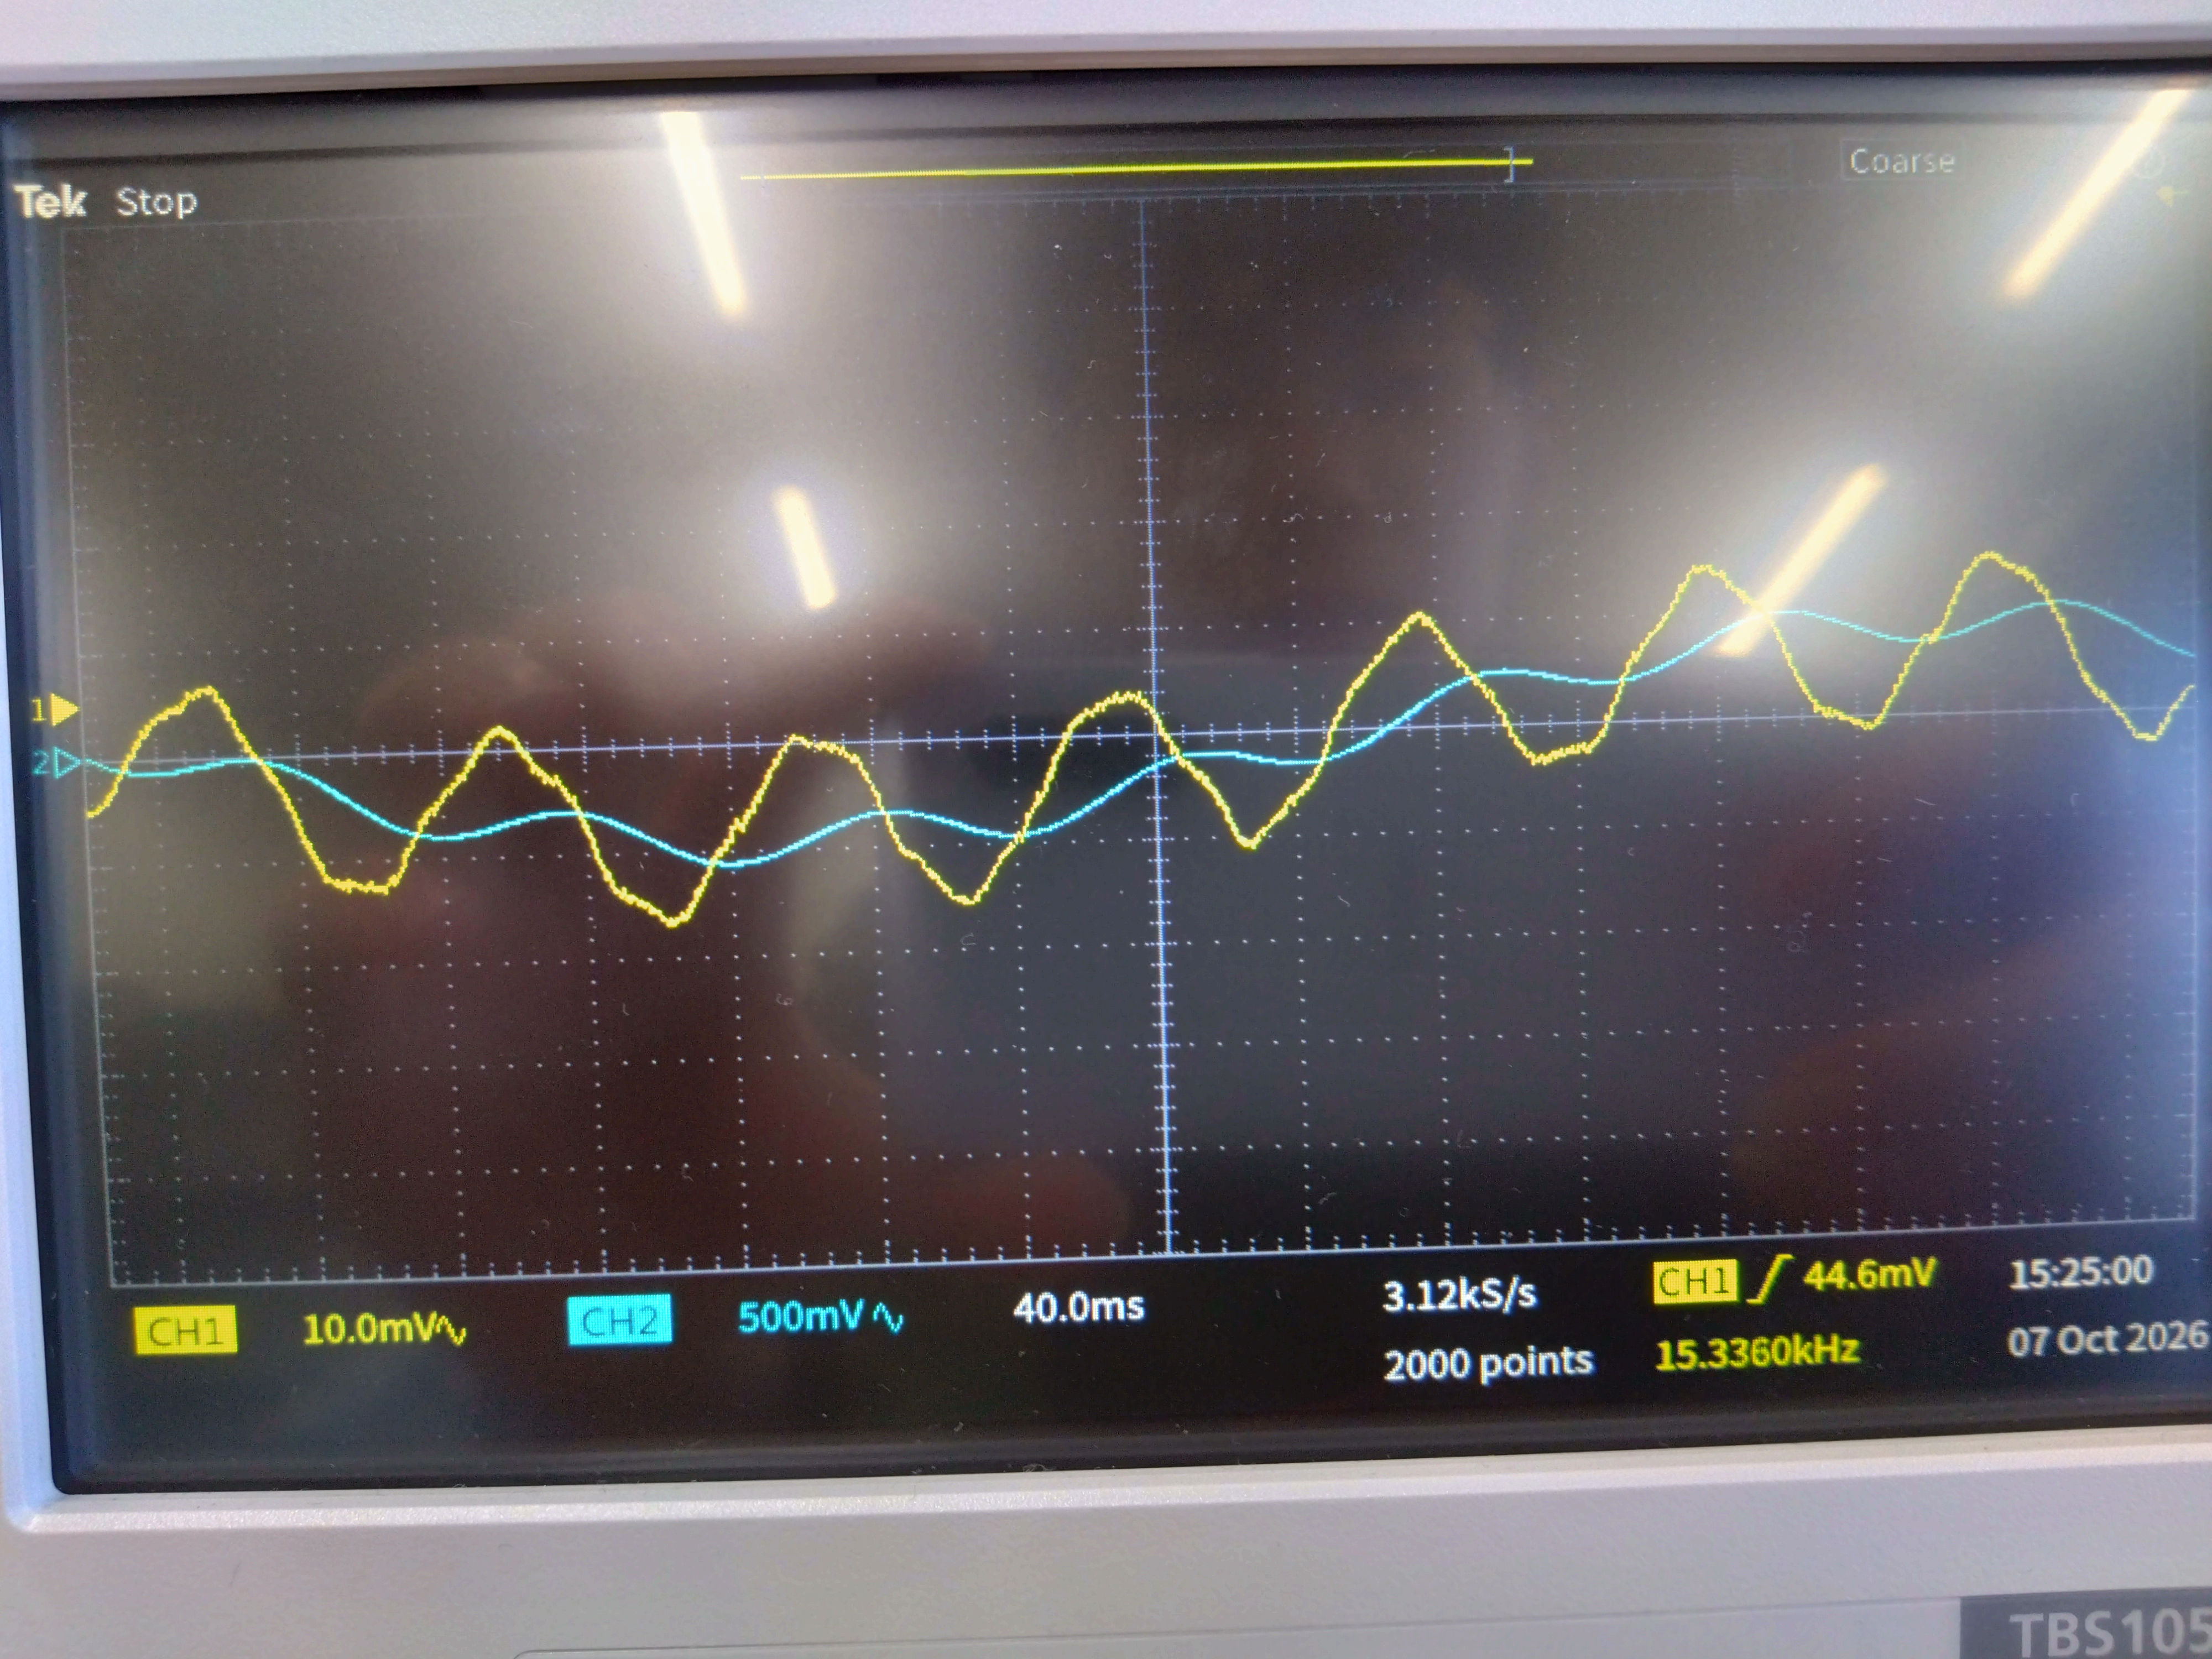 Coarse
Tek Stop
1
2
CH1 10.0mV CH2 500mV 40.0ms 3.12kS/s CH1 44.6mV 15:25:00
2000 points 15.3360kHz 07 Oct 2026
TBS105